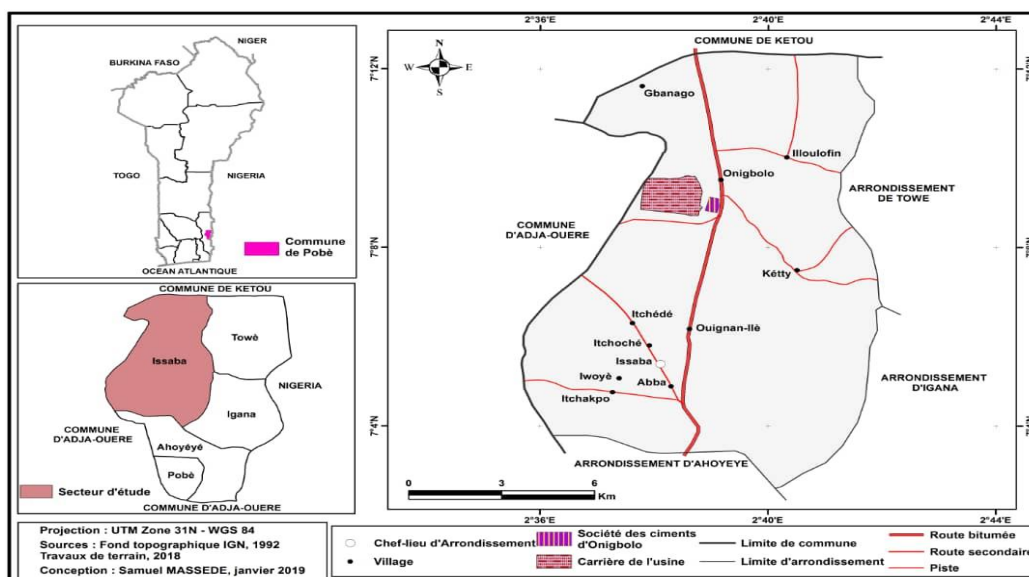 NIGER
BURKINA FASO
TOGO
NIGERIA
Commune
de Pobè
OCEAN ATLANTIQUE
COMMUNE DE KETOU
Towè
Issaba
NIGERIA
Igana
COMMUNE
D'ADJA-OUERE
Ahoyéyé
Pobè
Secteur d'étude
COMMUNE D'ADJA-OUERE
Projection : UTM Zone 31N - WGS 84
Sources : Fond topographique IGN, 1992
Travaux de terrain, 2018
Conception : Samuel MASSEDE, janvier 2019
2°36'E 2°40'E 2°44'E
COMMUNE DE KETOU
N
W E
S
7°12'N 7°12'N
Gbanago
Illoulofin
Onigbolo
ARRONDISSEMENT
DE TOWE
COMMUNE
D'ADJA-OUERE
7°8'N 7°8'N
Kétty
Itchédé
Ouignan-Ilè
Itchoché
Issaba
Iwoyè
Abba
Itchakpo
ARRONDISSEMENT
D'IGANA
7°4'N 7°4'N
ARRONDISSEMENT D'AHOYEYE
0 3 6
Km
2°36'E 2°40'E 2°44'E
Chef-lieu d'Arrondissement
Village
Société des ciments
d'Onigbolo
Carrière de l'usine
Limite de commune
Limite d'arrondissement
Route bitumée
Route secondaire
Piste